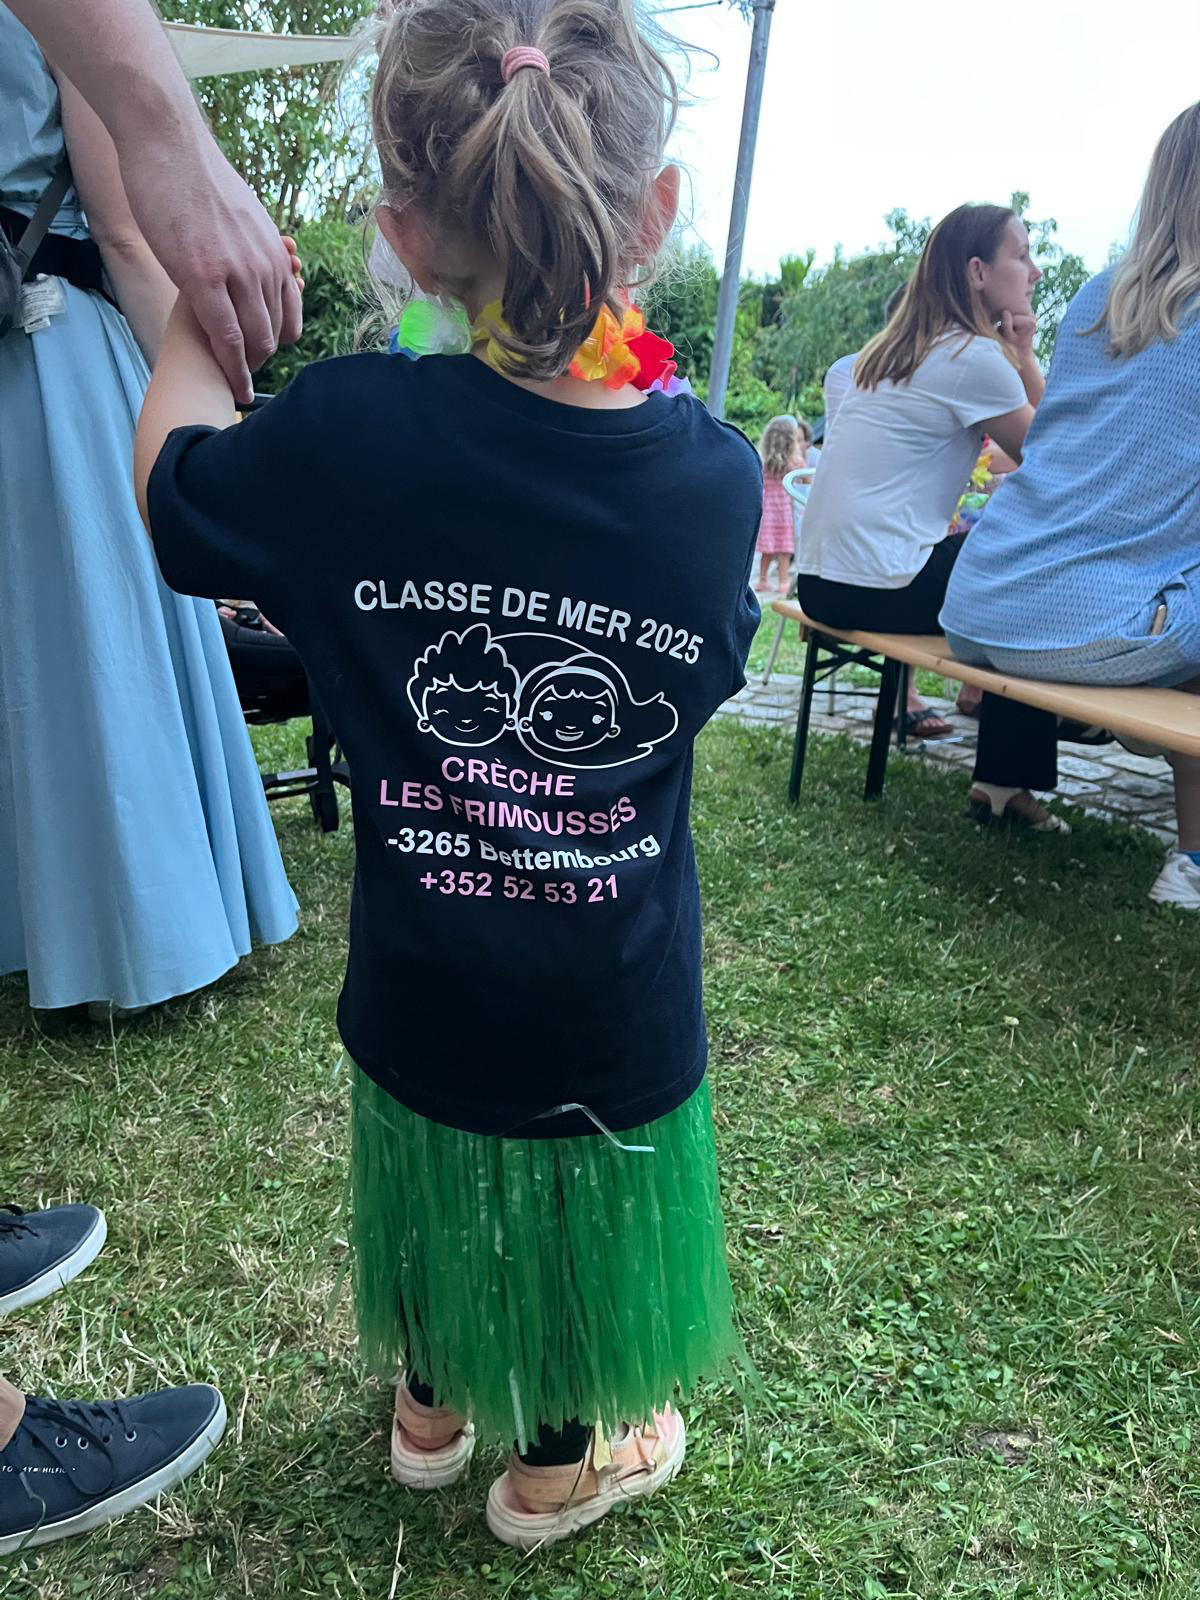 CLASSE DE MER 2025
CRÈCHE
LES FRIMOUSSES
-3265 Bettembourg
+352 52 53 21